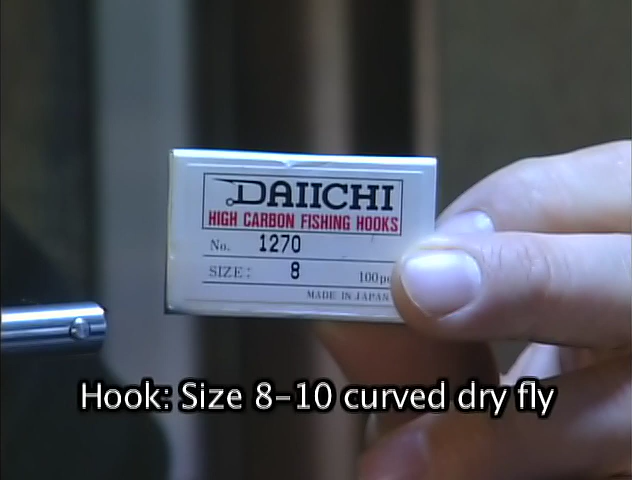 DAIICHI
HIGH CARBON FISHING HOOKS
No. 1270
SIZE: 8 100
MADE IN JAPAN
Hook: Size 8-10 curved dry fly